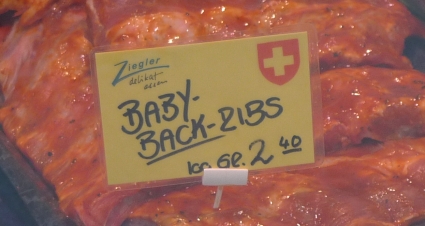 Ziegler
delikat
essen
BABY-
BACK-RIBS
100 GR. 2 40